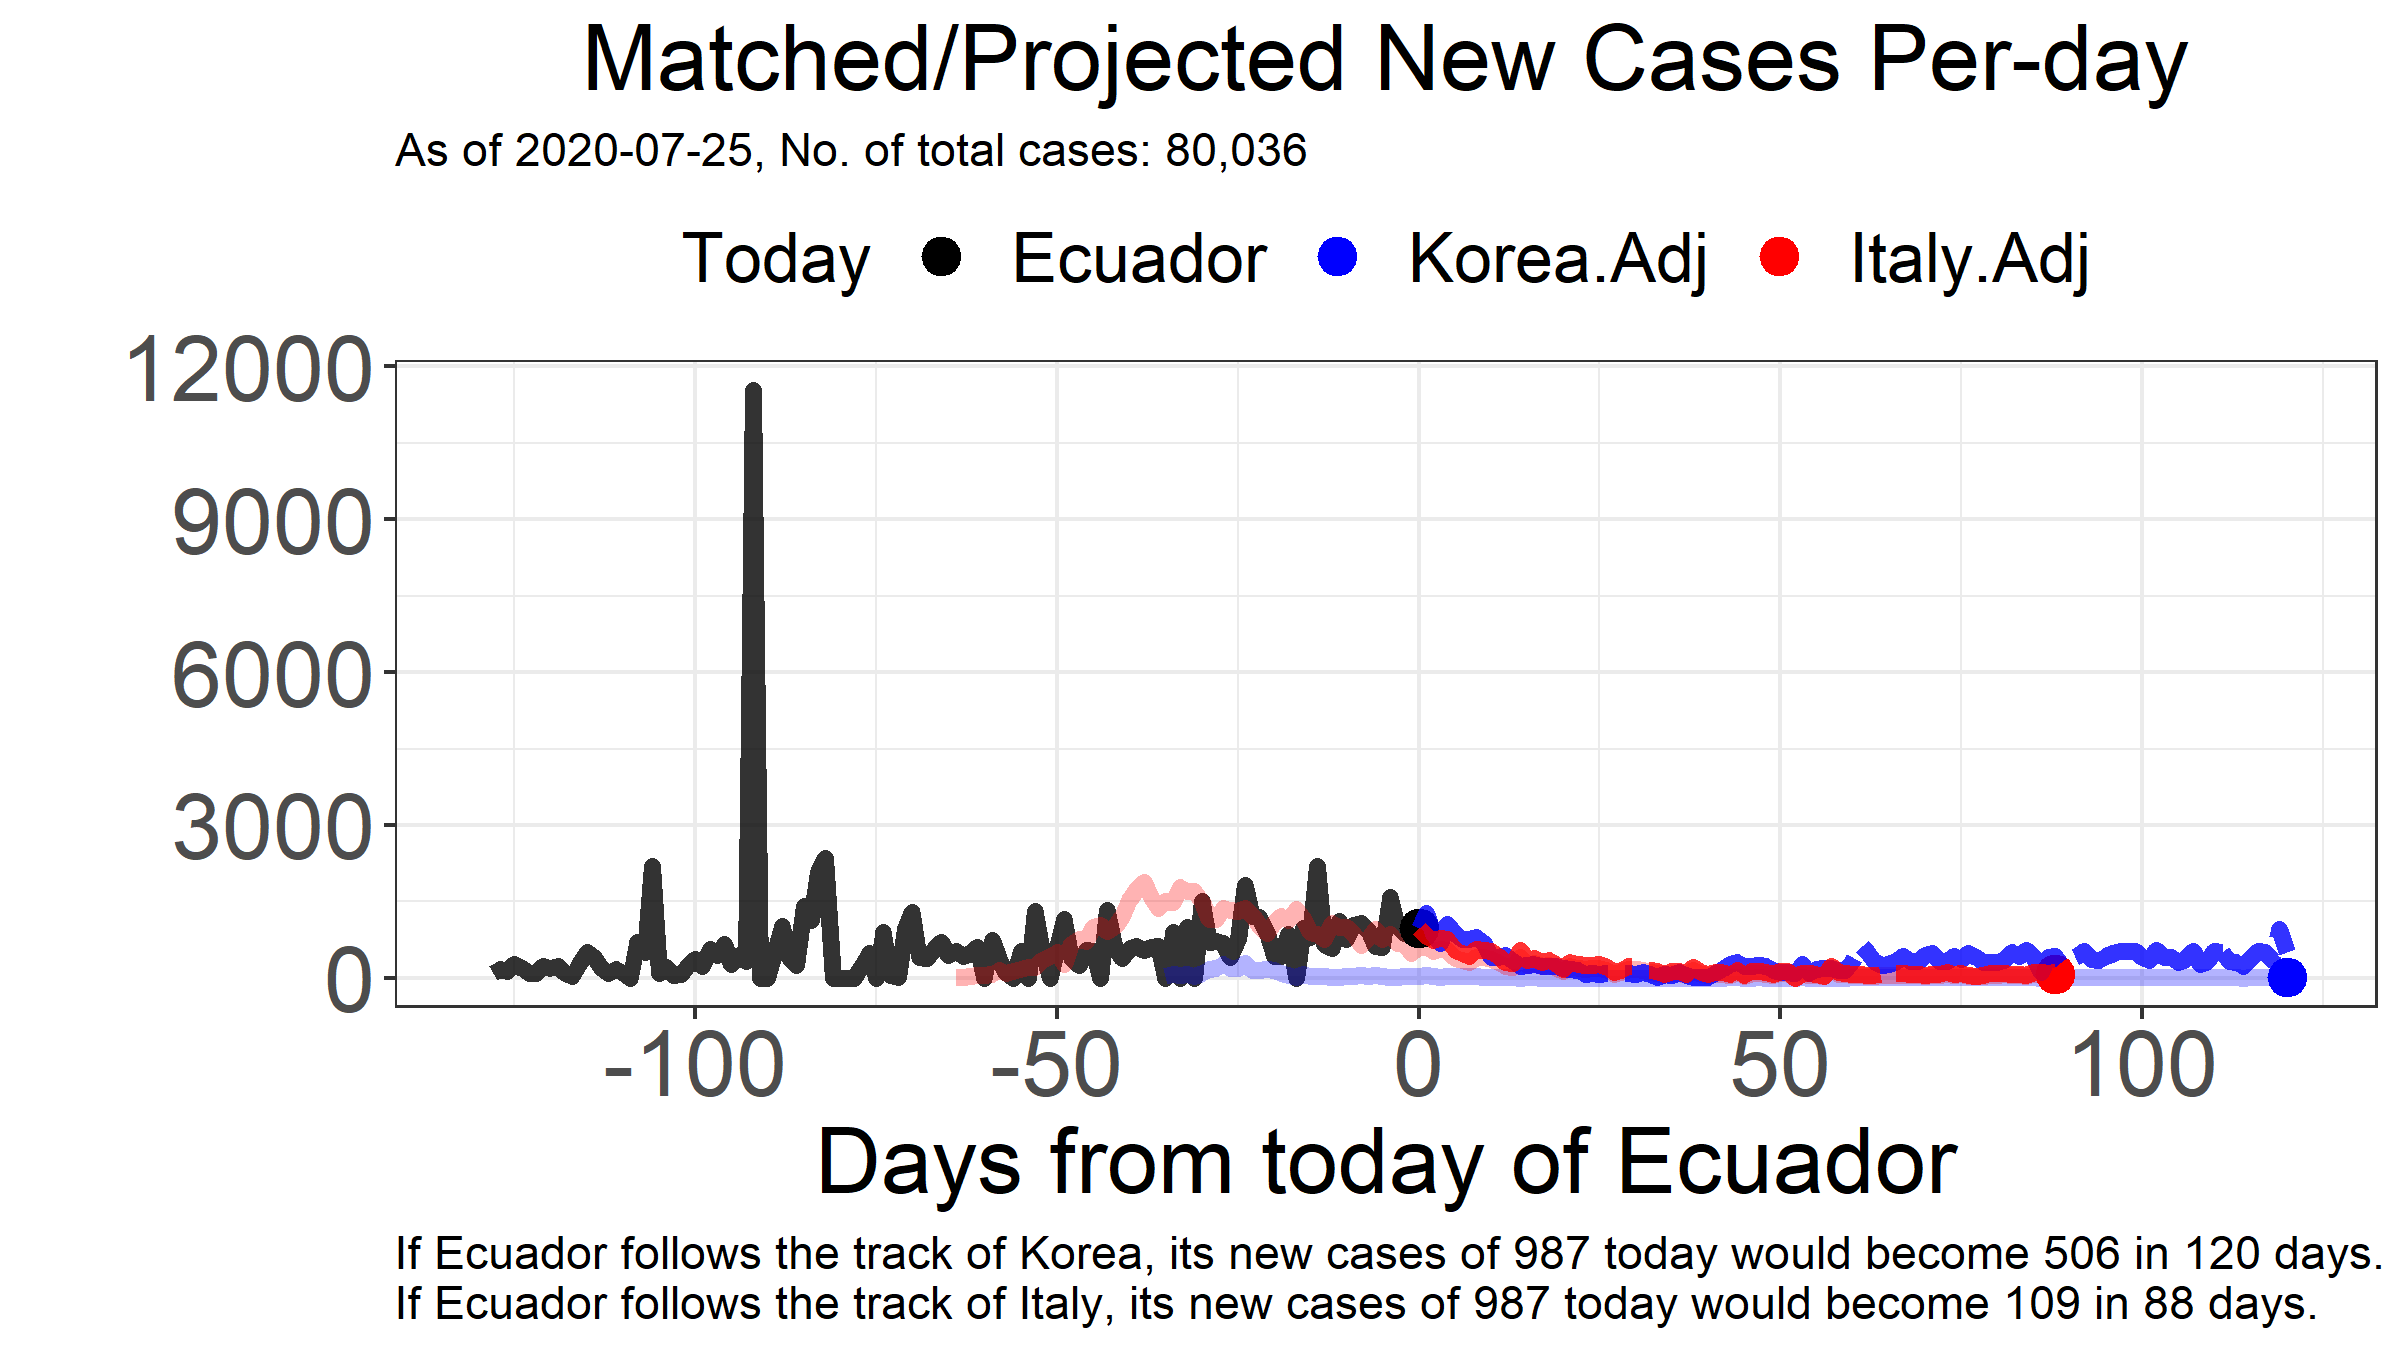 Matched/Projected New Cases Per-day
As of 2020-07-25, No. of total cases: 80,036
Today Ecuador Korea.Adj Italy.Adj
12000
9000
6000
3000
0
-100 -50 0 50 100
Days from today of Ecuador
If Ecuador follows the track of Korea, its new cases of 987 today would become 506 in 120 days.
If Ecuador follows the track of Italy, its new cases of 987 today would become 109 in 88 days.